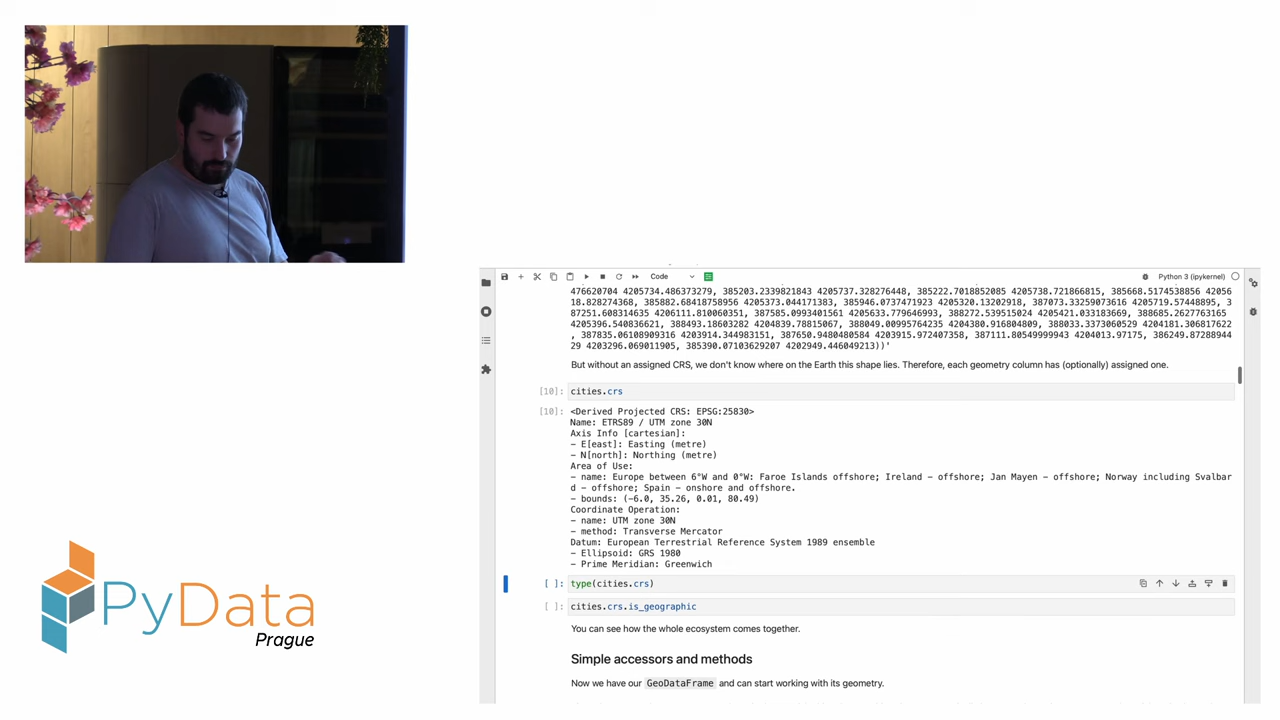 Code
Python 3 (ipykernel)
476620704 4205734.486373279, 385203.2339821843 4205737.328276448, 385222.7018852085 4205738.721866815, 385668.5174538856 42056
18.828274368, 385882.68418758956 4205373.044171383, 385946.0737471923 4205320.13202918, 387073.33259073616 4205719.57448895, 3
87251.608314635 4206111.810060351, 387585.0993401561 4205633.779646993, 388272.539515024 4205421.031183669, 388685.2627763165
4205396.540836621, 388493.18603282 4204839.78815067, 388049.00995764235 4204380.916804809, 388033.3373060529 4204181.306817622
, 387835.06108909316 4203914.344983151, 387650.9480480584 4203915.972407358, 387111.80549999943 4204013.97175, 386249.87288944
29 4203296.069011905, 385390.07103629207 4202949.446049213))'
But without an assigned CRS, we don't know where on the Earth this shape lies. Therefore, each geometry column has (optionally) assigned one.
[10]: cities.crs
[10]: <Derived Projected CRS: EPSG:25830>
Name: ETRS89 / UTM zone 30N
Axis Info [cartesian]:
- E[east]: Easting (metre)
- N[north]: Northing (metre)
Area of Use:
- name: Europe between 6°W and 0°W: Faroe Islands offshore; Ireland - offshore; Jan Mayen - offshore; Norway including Svalbar
d - offshore; Spain - onshore and offshore.
- bounds: (-6.0, 35.26, 0.01, 80.49)
Coordinate Operation:
- name: UTM zone 30N
- method: Transverse Mercator
Datum: European Terrestrial Reference System 1989 ensemble
- Ellipsoid: GRS 1980
- Prime Meridian: Greenwich
[ ]: type(cities.crs)
[ ]: cities.crs.is_geographic
You can see how the whole ecosystem comes together.
Simple accessors and methods
Now we have our GeoDataFrame and can start working with its geometry.
PyData
Prague